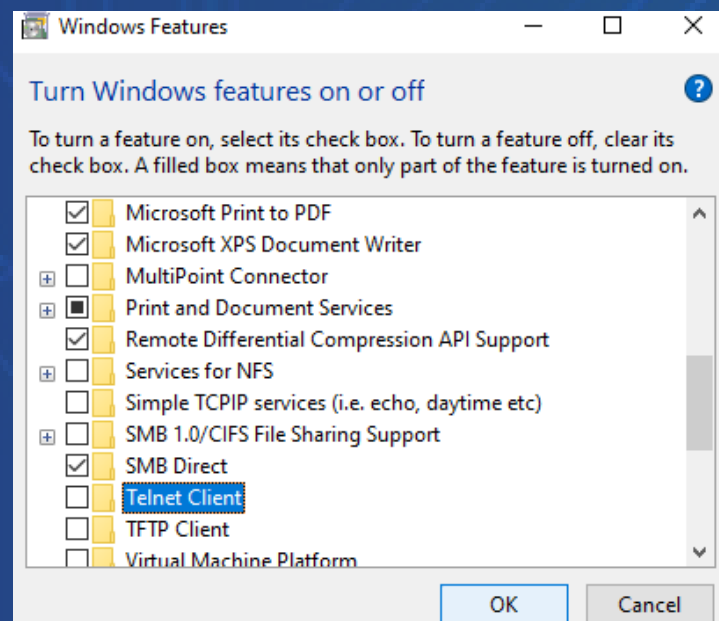 Windows Features
Turn Windows features on or off
?
To turn a feature on, select its check box. To turn a feature off, clear its
check box. A filled box means that only part of the feature is turned on.
Microsoft Print to PDF
Microsoft XPS Document Writer
MultiPoint Connector
Print and Document Services
Remote Differential Compression API Support
Services for NFS
Simple TCPIP services (i.e. echo, daytime etc)
SMB 1.0/CIFS File Sharing Support
SMB Direct
Telnet Client
TFTP Client
Virtual Machine Platform
OK Cancel